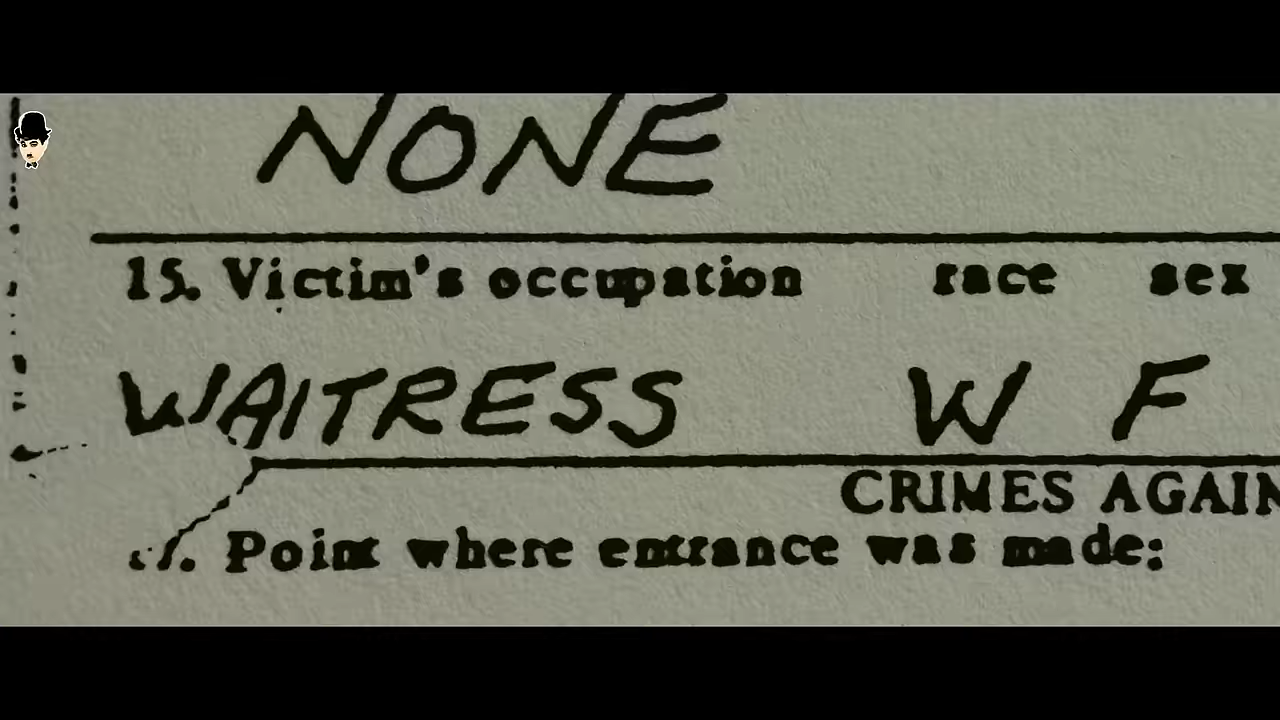 NONE
15. Victim's occupation race sex
WAITRESS W F
CRIMES AGAIN
Point where entrance was made: